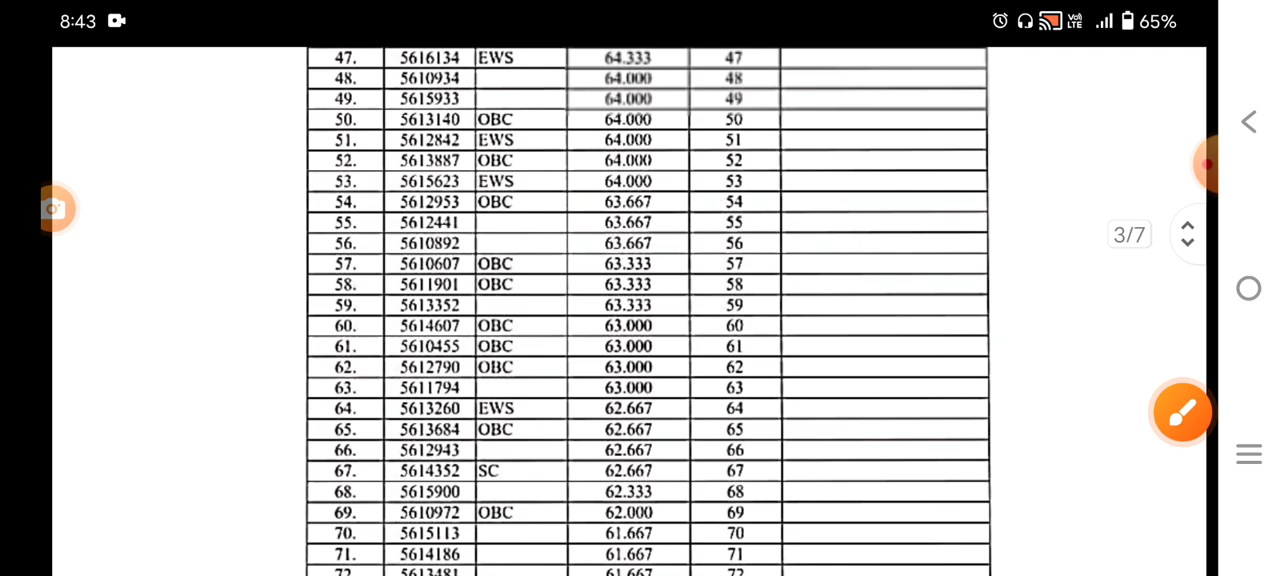 8:43 Vo) LTE 65%
47. 5616134 EWS 64.333 47
48. 5610934 64.000 48
49. 5615933 64.000 49
50. 5613140 OBC 64.000 50
51. 5612842 EWS 64.000 51
52. 5613887 OBC 64.000 52
53. 5615623 EWS 64.000 53
54. 5612953 OBC 63.667 54
55. 5612441 63.667 55
56. 5610892 63.667 56
57. 5610607 OBC 63.333 57
58. 5611901 OBC 63.333 58
59. 5613352 63.333 59
60. 5614607 OBC 63.000 60
61. 5610455 OBC 63.000 61
62. 5612790 OBC 63.000 62
63. 5611794 63.000 63
64. 5613260 EWS 62.667 64
65. 5613684 OBC 62.667 65
66. 5612943 62.667 66
67. 5614352 SC 62.667 67
68. 5615900 62.333 68
69. 5610972 OBC 62.000 69
70. 5615113 61.667 70
71. 5614186 61.667 71
72. 5613481 61.667 72
3/7